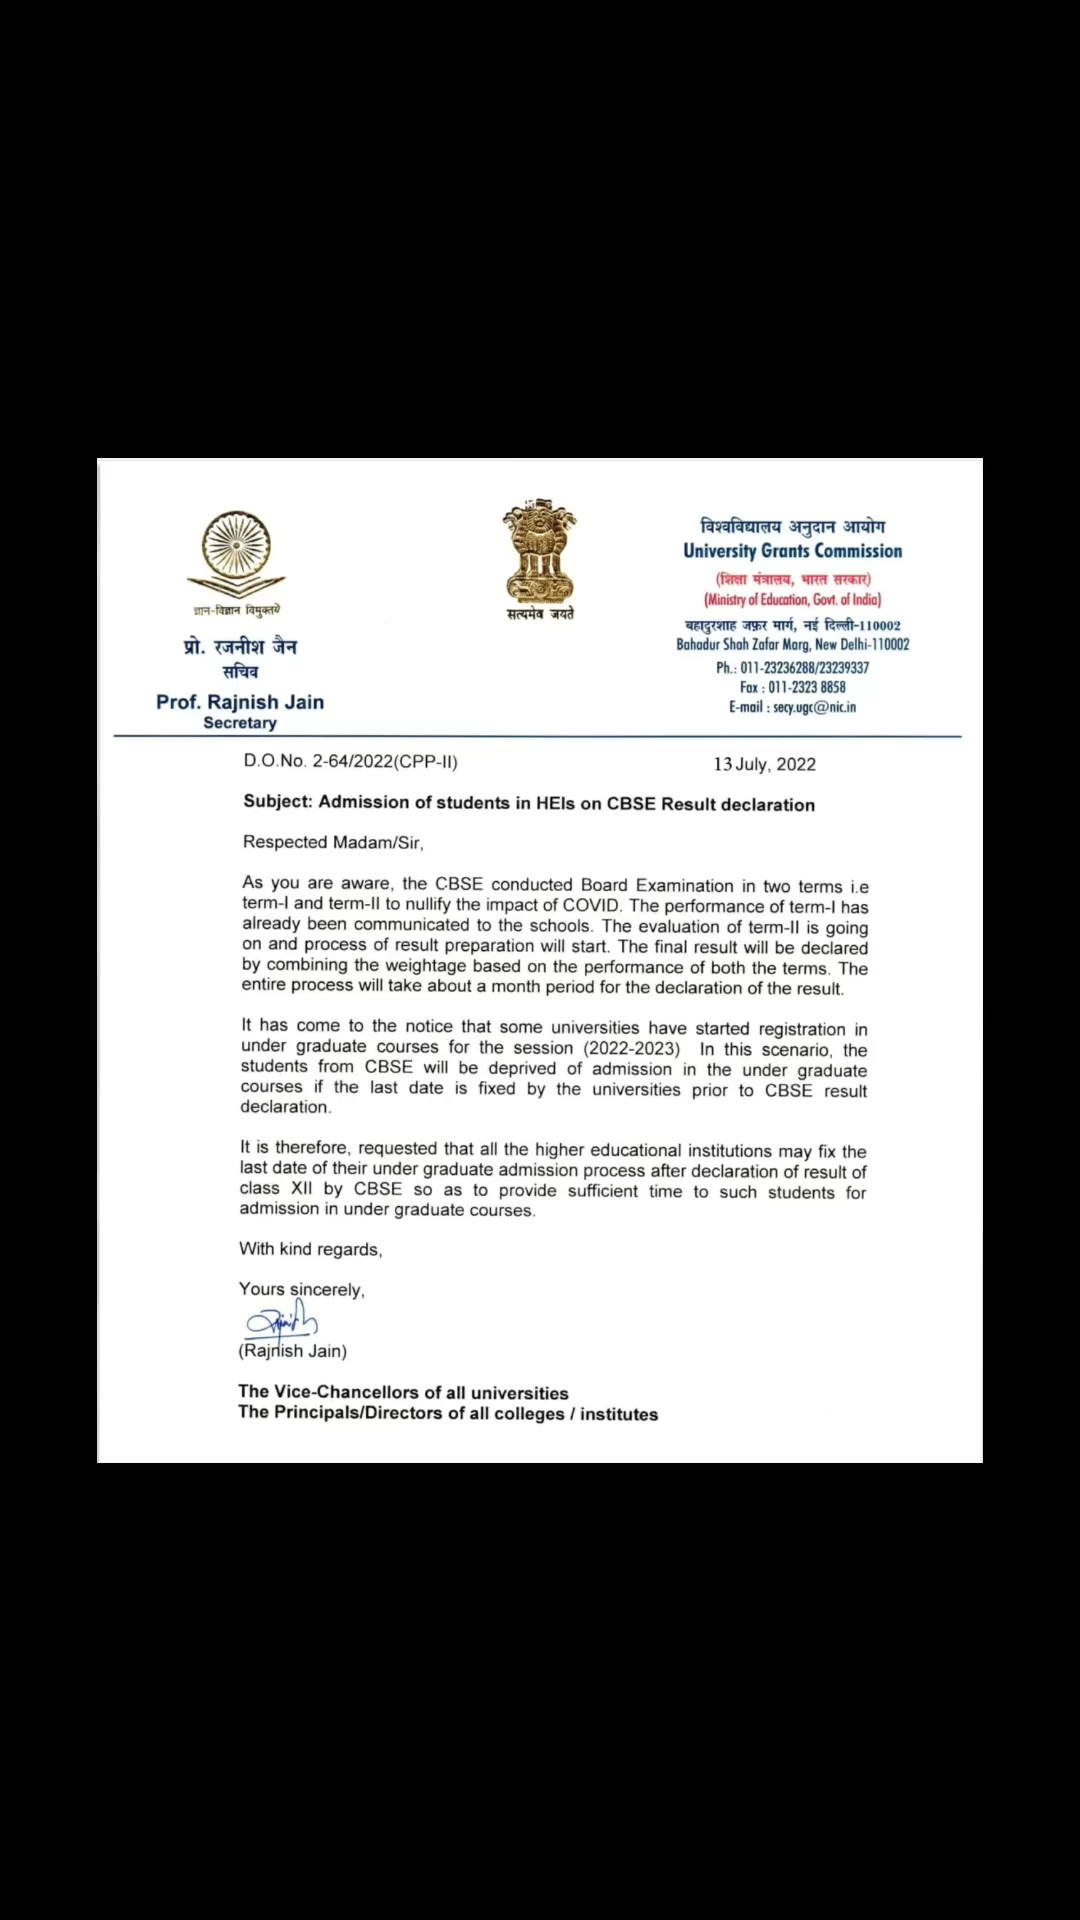 ज्ञान-विज्ञान विमुक्तये
प्रो. रजनीश जैन
सचिव
Prof. Rajnish Jain
Secretary
सत्यमेव जयते
विश्वविद्यालय अनुदान आयोग
University Grants Commission
(शिक्षा मंत्रालय, भारत सरकार)
(Ministry of Education, Govt. of India)
बहादुरशाह ज़फ़र मार्ग, नई दिल्ली-110002
Bahadur Shah Zafar Marg, New Delhi-110002
Ph.: 011-23236288/23239337
Fax : 011-2323 8858
E-mail : secy.ugc@nic.in
D.O.No. 2-64/2022(CPP-II)
13 July, 2022
Subject: Admission of students in HEIs on CBSE Result declaration
Respected Madam/Sir,
As you are aware, the CBSE conducted Board Examination in two terms i.e
term-I and term-II to nullify the impact of COVID. The performance of term-I has
already been communicated to the schools. The evaluation of term-II is going
on and process of result preparation will start. The final result will be declared
by combining the weightage based on the performance of both the terms. The
entire process will take about a month period for the declaration of the result.
It has come to the notice that some universities have started registration in
under graduate courses for the session (2022-2023) In this scenario, the
students from CBSE will be deprived of admission in the under graduate
courses if the last date is fixed by the universities prior to CBSE result
declaration.
It is therefore, requested that all the higher educational institutions may fix the
last date of their under graduate admission process after declaration of result of
class XII by CBSE so as to provide sufficient time to such students for
admission in under graduate courses.
With kind regards,
Yours sincerely,
Rajnish
(Rajnish Jain)
The Vice-Chancellors of all universities
The Principals/Directors of all colleges / institutes